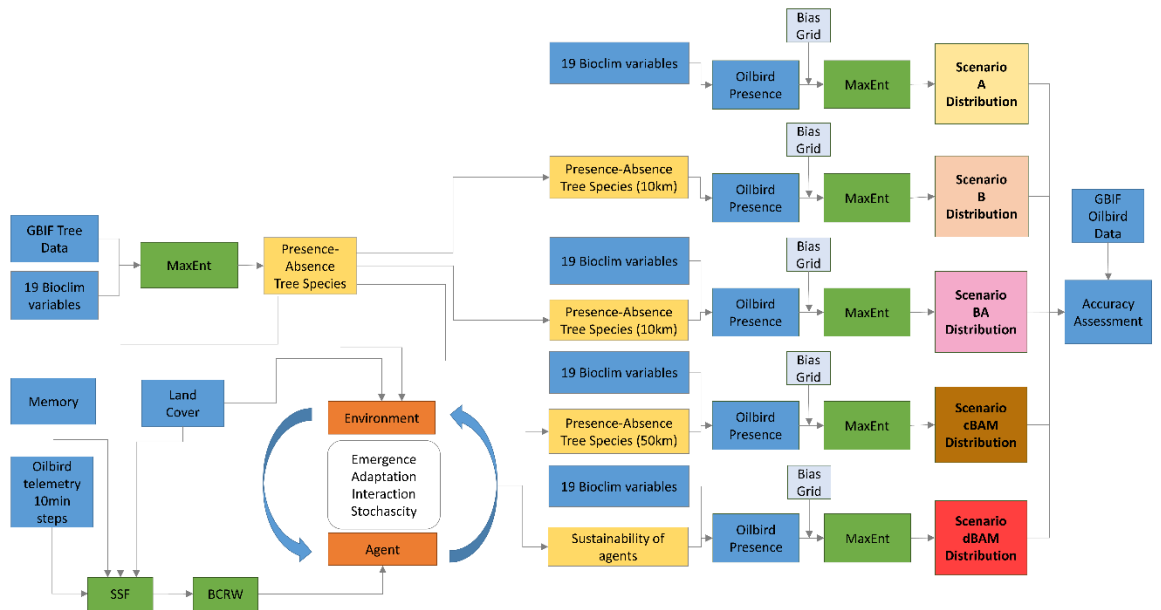 Bias
Grid
19 Bioclim variables
Oilbird
Presence
MaxEnt
Scenario
A
Distribution
Bias
Grid
Presence-Absence
Tree Species (10km)
Oilbird
Presence
MaxEnt
Scenario
B
Distribution
GBIF
Oilbird
Data
GBIF Tree
Data
19 Bioclim
variables
MaxEnt
Presence-
Absence
Tree Species
19 Bioclim variables
Bias
Grid
Presence-Absence
Tree Species (10km)
Oilbird
Presence
MaxEnt
Scenario
BA
Distribution
Accuracy
Assessment
19 Bioclim variables
Bias
Grid
Presence-Absence
Tree Species (50km)
Oilbird
Presence
MaxEnt
Scenario
cBAM
Distribution
Memory
Land
Cover
Environment
Emergence
Adaptation
Interaction
Stochascity
Agent
Oilbird
telemetry
10min
steps
SSF
BCRW
19 Bioclim variables
Bias
Grid
Sustainability of
agents
Oilbird
Presence
MaxEnt
Scenario
dBAM
Distribution